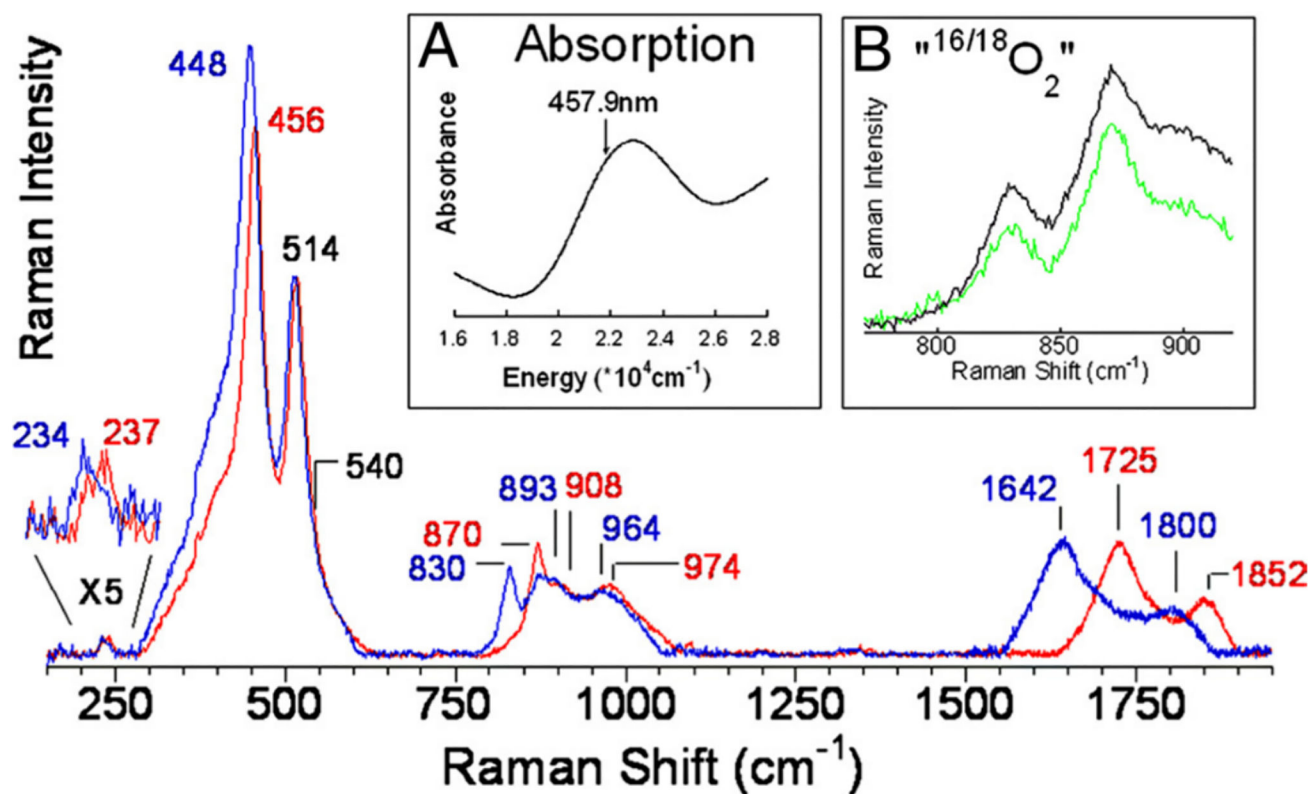 A Absorption
457.9nm
Absorbance
1.6 1.8 2 2.2 2.4 2.6 2.8
Energy (*10⁴cm⁻¹)
B "¹⁶/¹⁸O₂"
Raman Intensity
800 850 900
Raman Shift (cm⁻¹)
Raman Intensity
448
456
514
540
234 237
X5
893 908 964
870
830
974
1642 1725 1800 1852
250 500 750 1000 1250 1500 1750
Raman Shift (cm⁻¹)